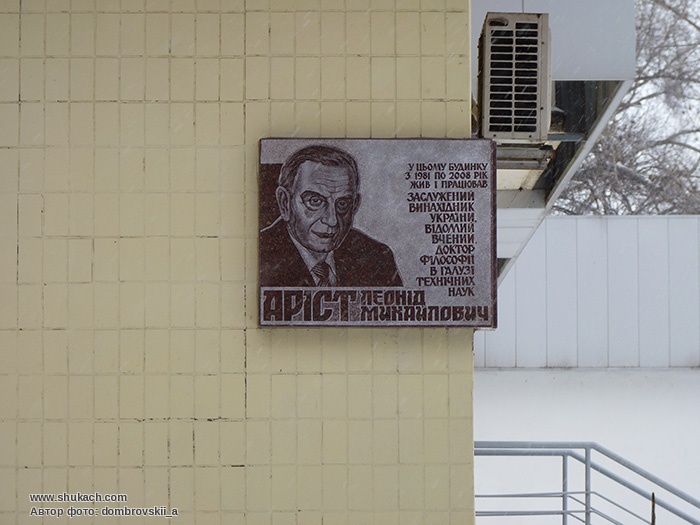 У ЦЬОМУ БУДИНКУ
З 1981 ПО 2008 РІК
ЖИВ І ПРАЦЮВАВ
ЗАСЛУЖЕНИЙ
ВИНАХІДНИК
УКРАЇНИ,
ВІДОМИЙ
ВЧЕНИЙ,
ДОКТОР
ФІЛОСОФІЇ
В ГАЛУЗІ
ТЕХНІЧНИХ
НАУК
АРІСТ ЛЕОНІД
МИХАЙЛОВИЧ
www.shukach.com
Автор фото: dombrovskii_a